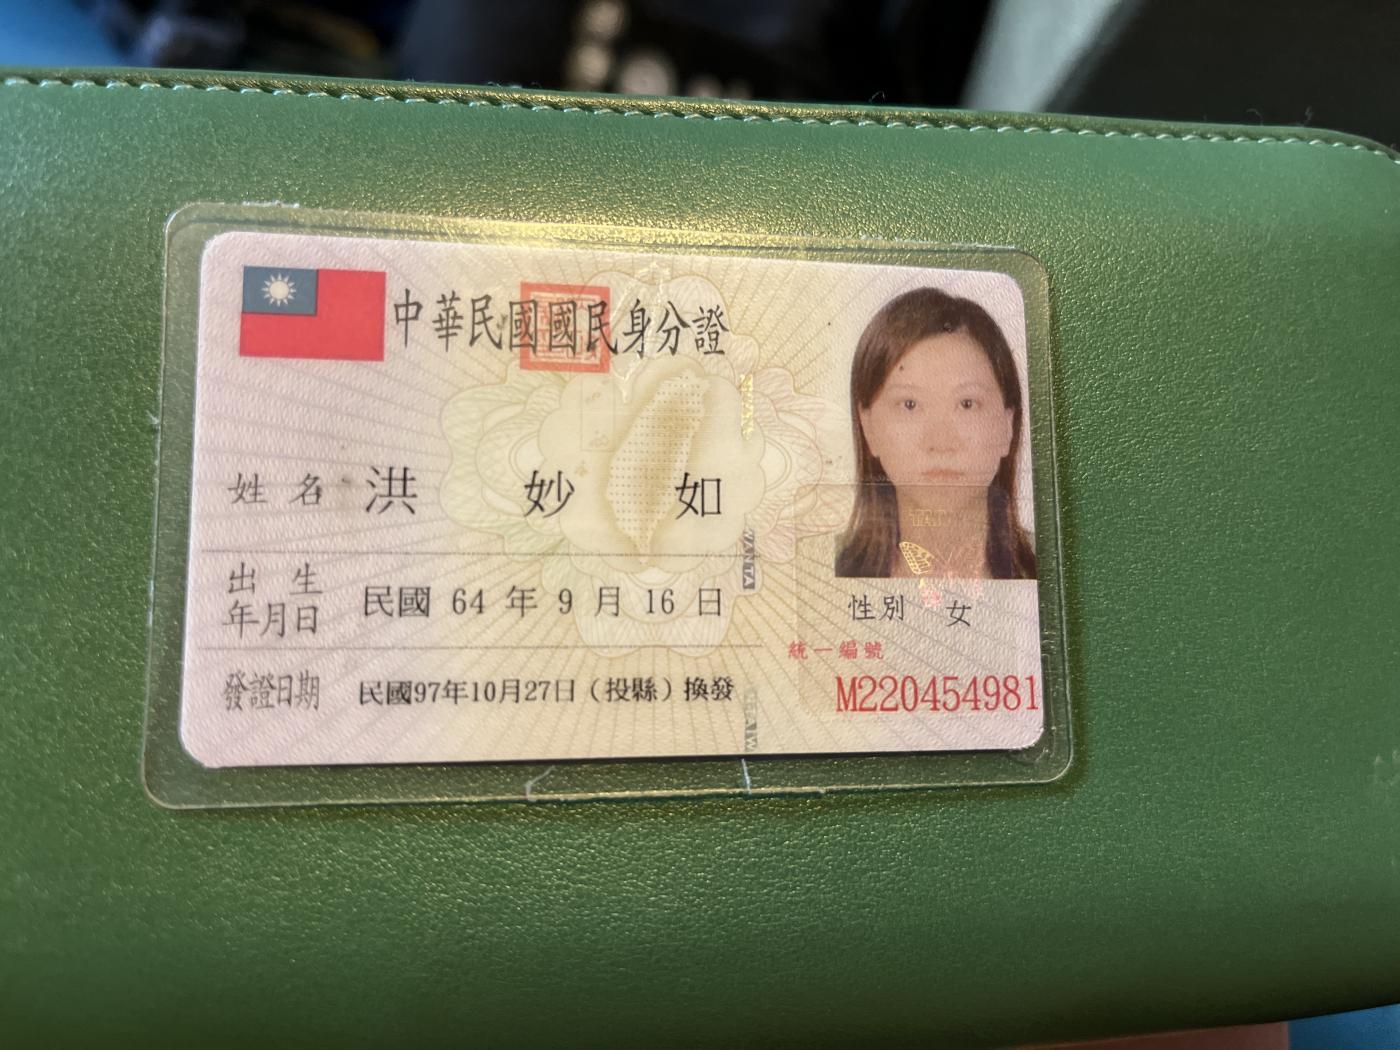 中華民國國民身分證
姓名 洪妙如
出生年月日 民國 64 年 9 月 16 日
性別 女
統一編號
M220454981
發證日期 民國97年10月27日（投縣）換發